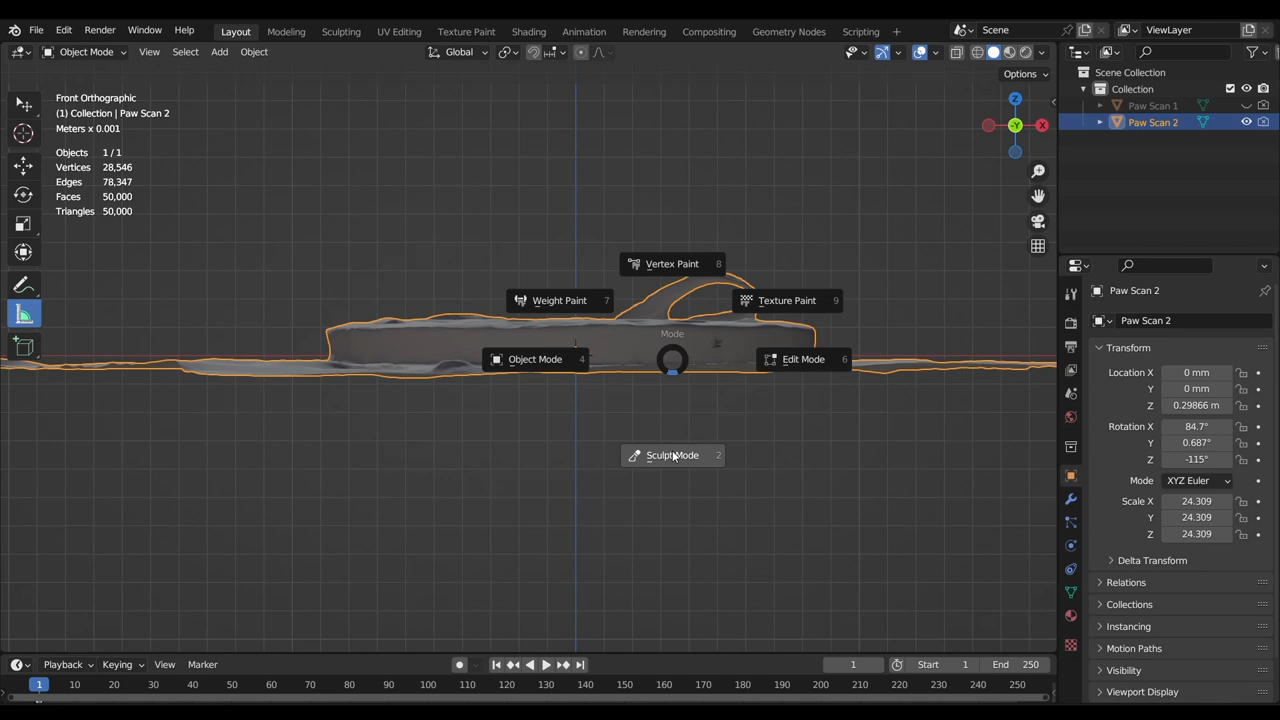 File Edit Render Window Help Layout Modeling Sculpting UV Editing Texture Paint Shading Animation Rendering Compositing Geometry Nodes Scripting + Scene ViewLayer
Object Mode View Select Add Object Global
Options
Front Orthographic
(1) Collection | Paw Scan 2
Meters x 0.001
Objects 1 / 1
Vertices 28,546
Edges 78,347
Faces 50,000
Triangles 50,000
Z
-Y
X
Vertex Paint 8
Weight Paint 7
Texture Paint 9
Mode
Object Mode 4
Edit Mode 6
Sculpt Mode 2
Scene Collection
Collection
Paw Scan 1
Paw Scan 2
Paw Scan 2
Paw Scan 2
Transform
Location X 0 mm
Y 0 mm
Z 0.29866 m
Rotation X 84.7°
Y 0.687°
Z -115°
Mode XYZ Euler
Scale X 24.309
Y 24.309
Z 24.309
Delta Transform
Relations
Collections
Instancing
Motion Paths
Visibility
Viewport Display
Playback Keying View Marker 1 Start 1 End 250
1 10 20 30 40 50 60 70 80 90 100 110 120 130 140 150 160 170 180 190 200 210 220 230 240 250